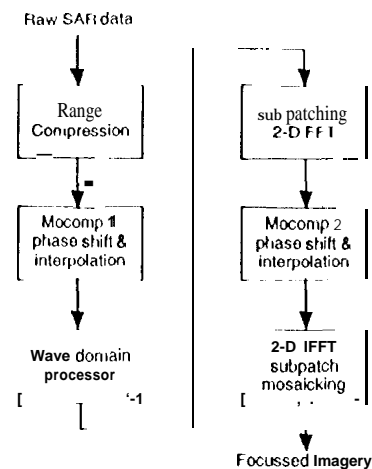 Raw SAR data
Range
Compression
Mocomp 1
phase shift &
interpolation
Wave domain
processor
sub patching
2-D FFT
Mocomp 2
phase shift &
interpolation
2-D IFFT
subpatch
mosaicking
Focussed Imagery